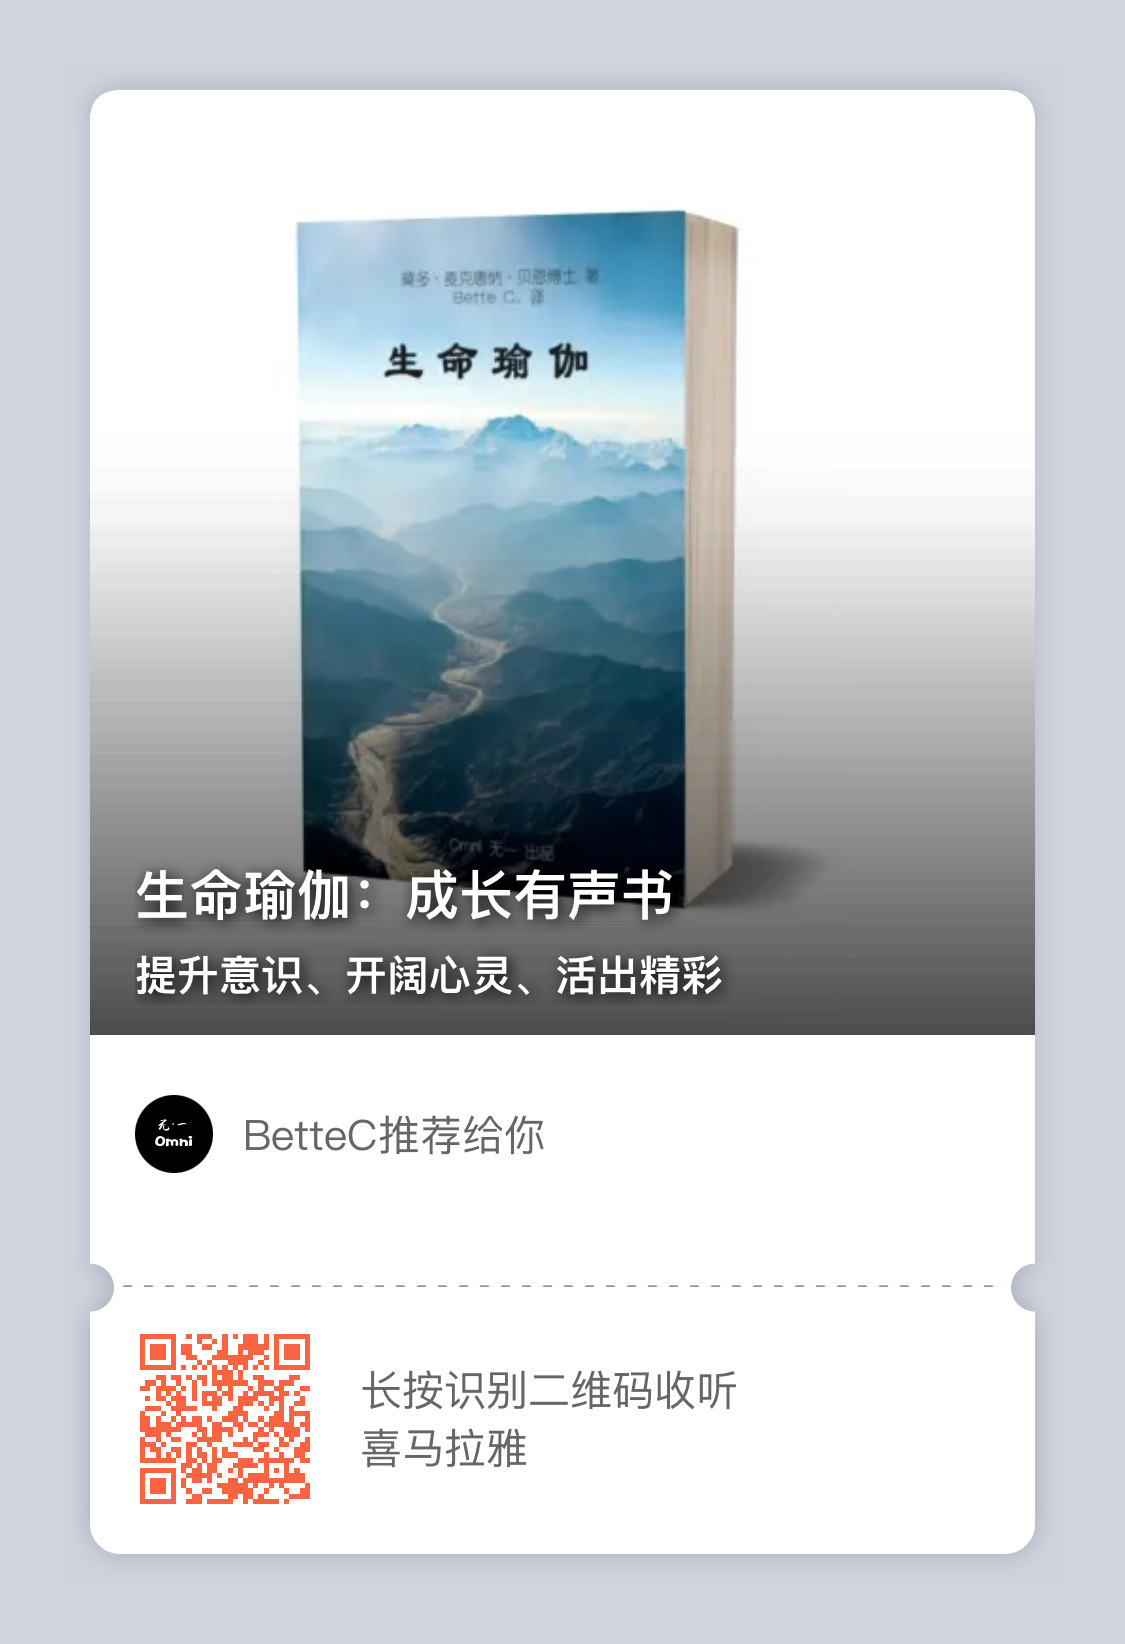 莫多·麦克唐纳·贝恩博士 著
Bette C. 译
生命瑜伽
Omni 无一 出品
生命瑜伽：成长有声书
提升意识、开阔心灵、活出精彩
无·一
Omni
BetteC推荐给你
长按识别二维码收听
喜马拉雅